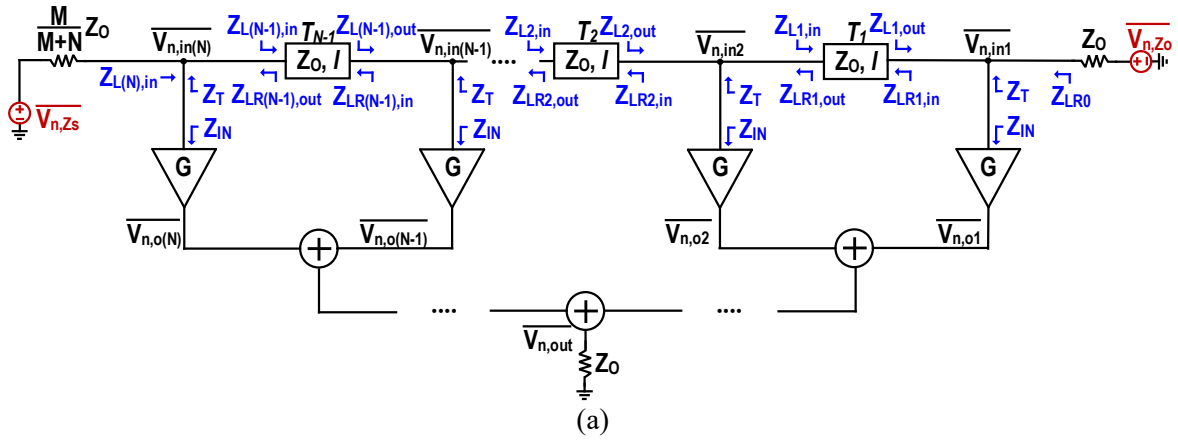 M
M+N ZO
Vn,in(N)
ZL(N-1),in
TN-1
ZL(N-1),out
Vn,in(N-1)
ZL2,in
T2
ZL2,out
Vn,in2
ZL1,in
T1
ZL1,out
Vn,in1
ZO
Vn,Zo
ZO, l
....
ZO, l
ZO, l
ZL(N),in
ZT
ZLR(N-1),out
ZLR(N-1),in
ZT
ZLR2,out
ZLR2,in
ZT
ZLR1,out
ZLR1,in
ZT
ZLR0
Vn,Zs
ZIN
ZIN
ZIN
ZIN
G
G
G
G
Vn,o(N)
Vn,o(N-1)
Vn,o2
Vn,o1
....
....
Vn,out
ZO
(a)